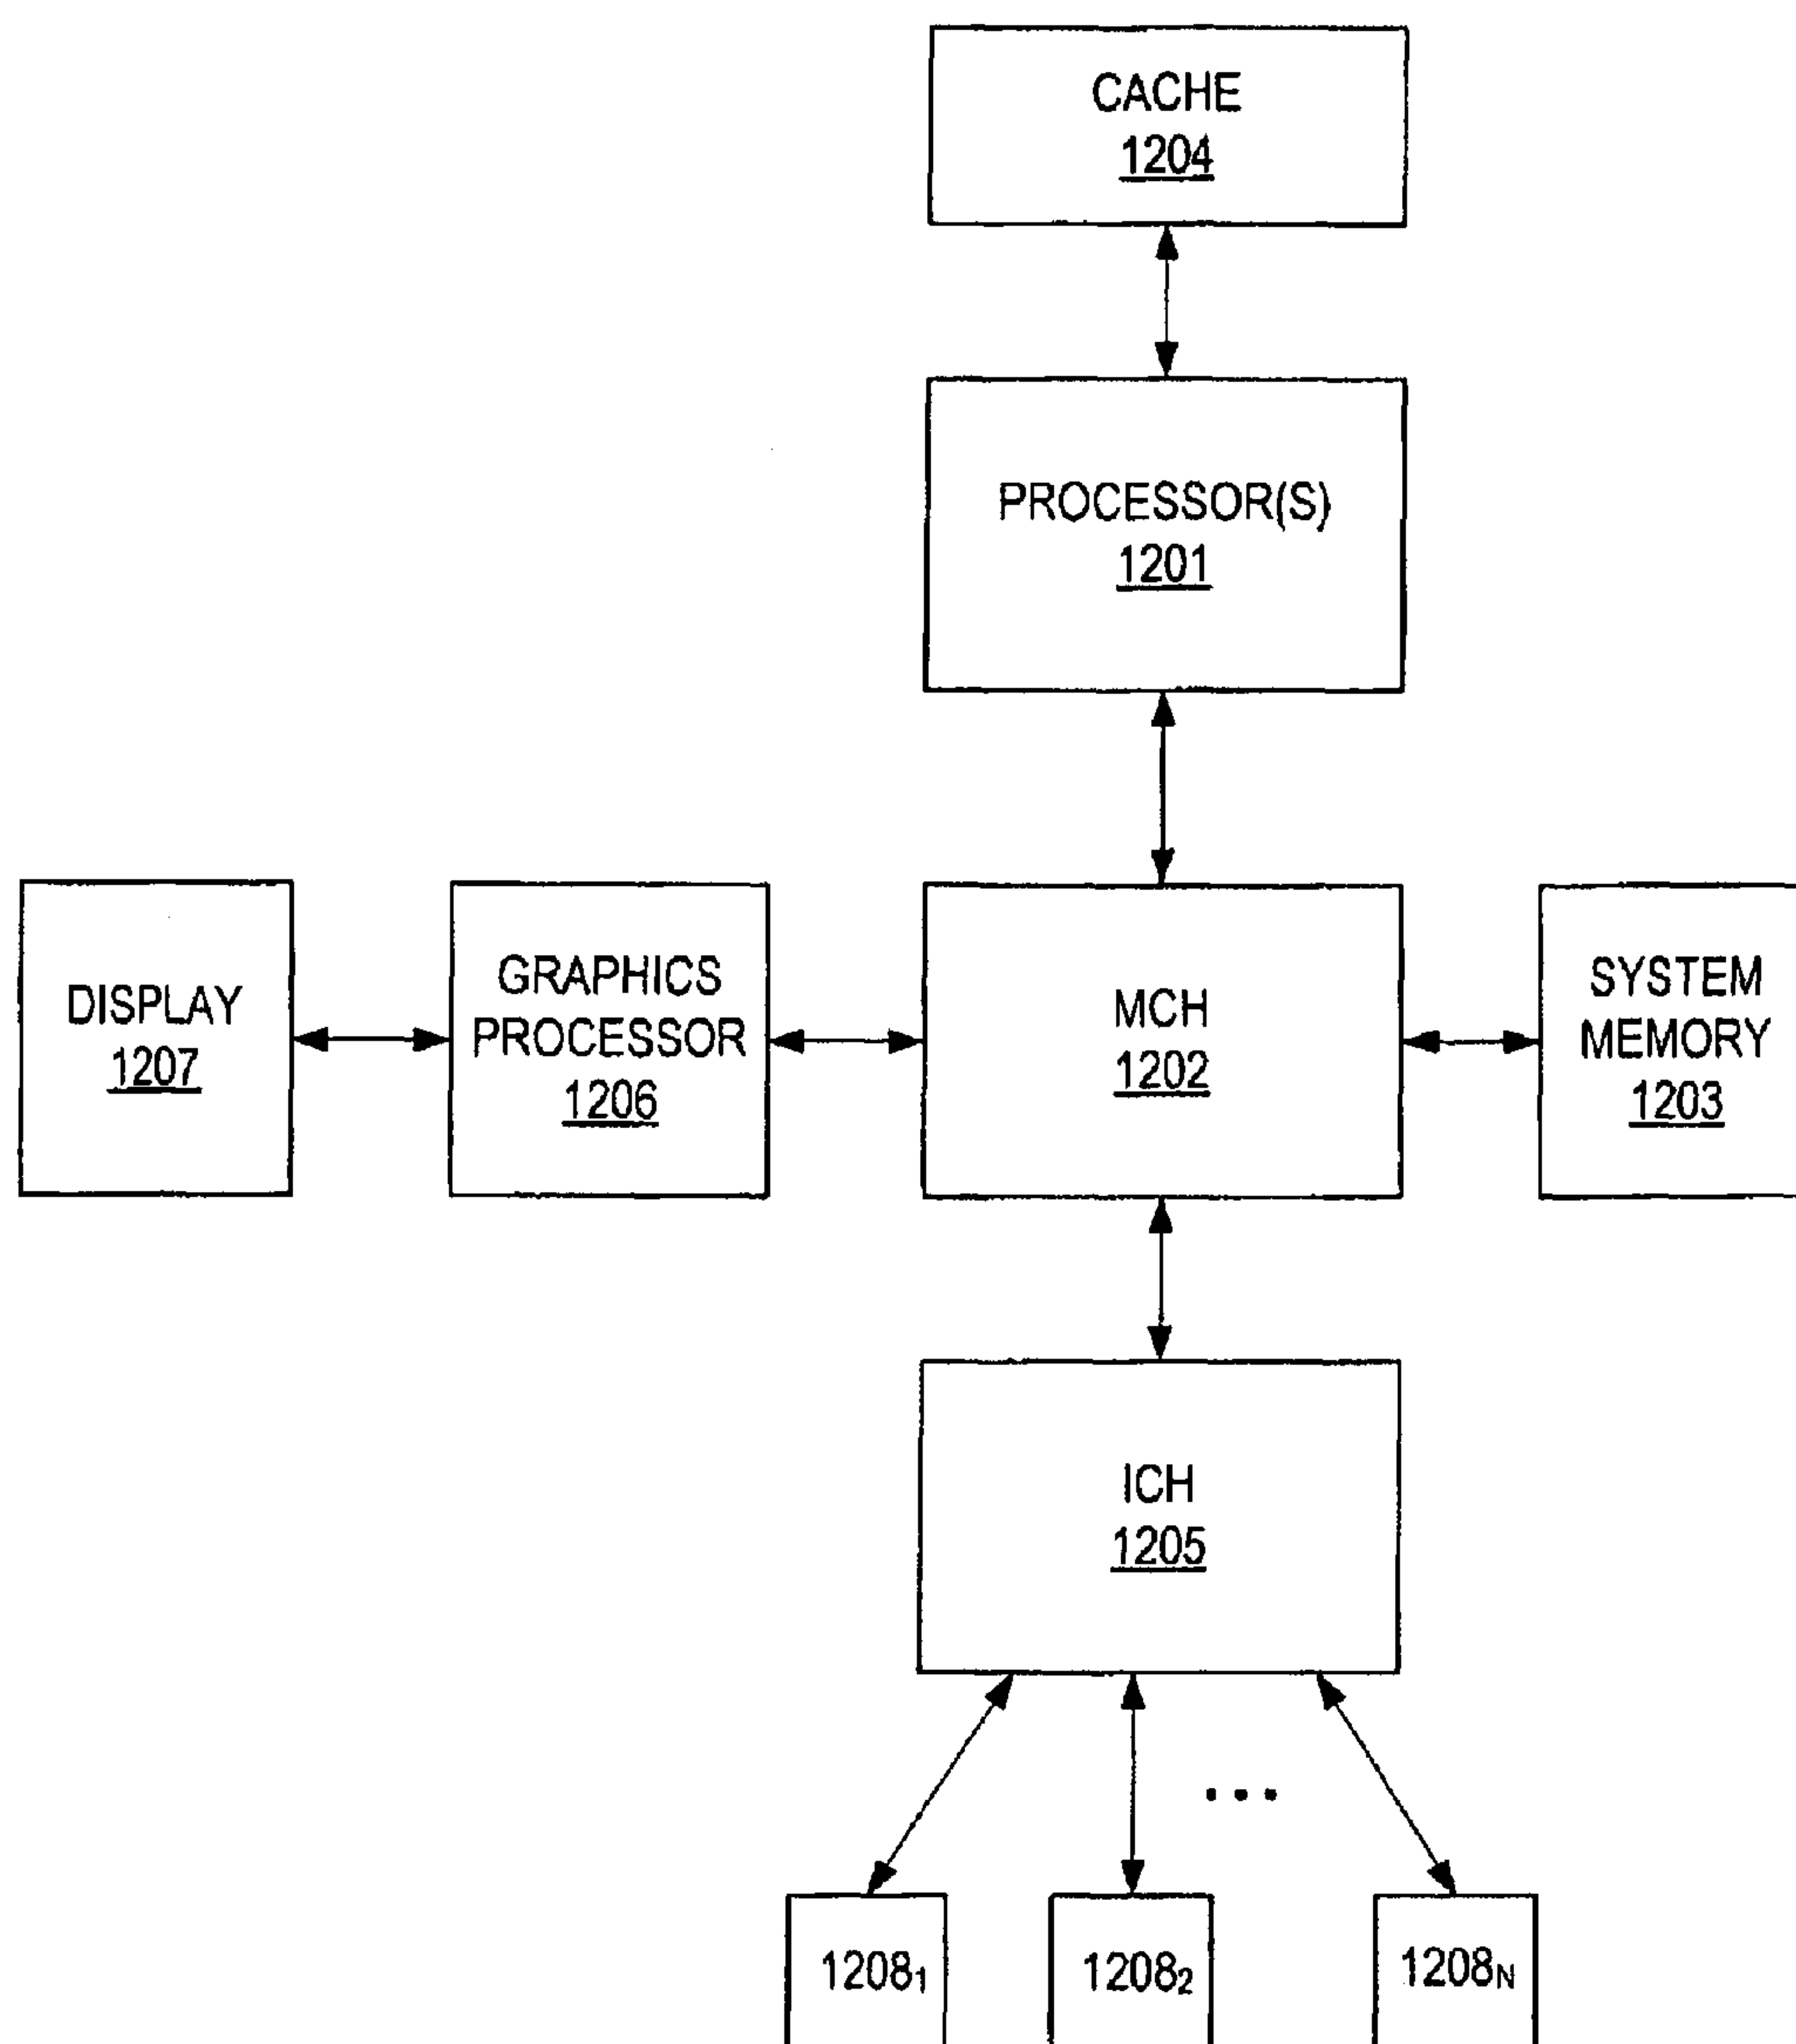 CACHE
1204
PROCESSOR(S)
1201
DISPLAY
1207
GRAPHICS
PROCESSOR
1206
MCH
1202
SYSTEM
MEMORY
1203
ICH
1205
...
1208₁
1208₂
1208N